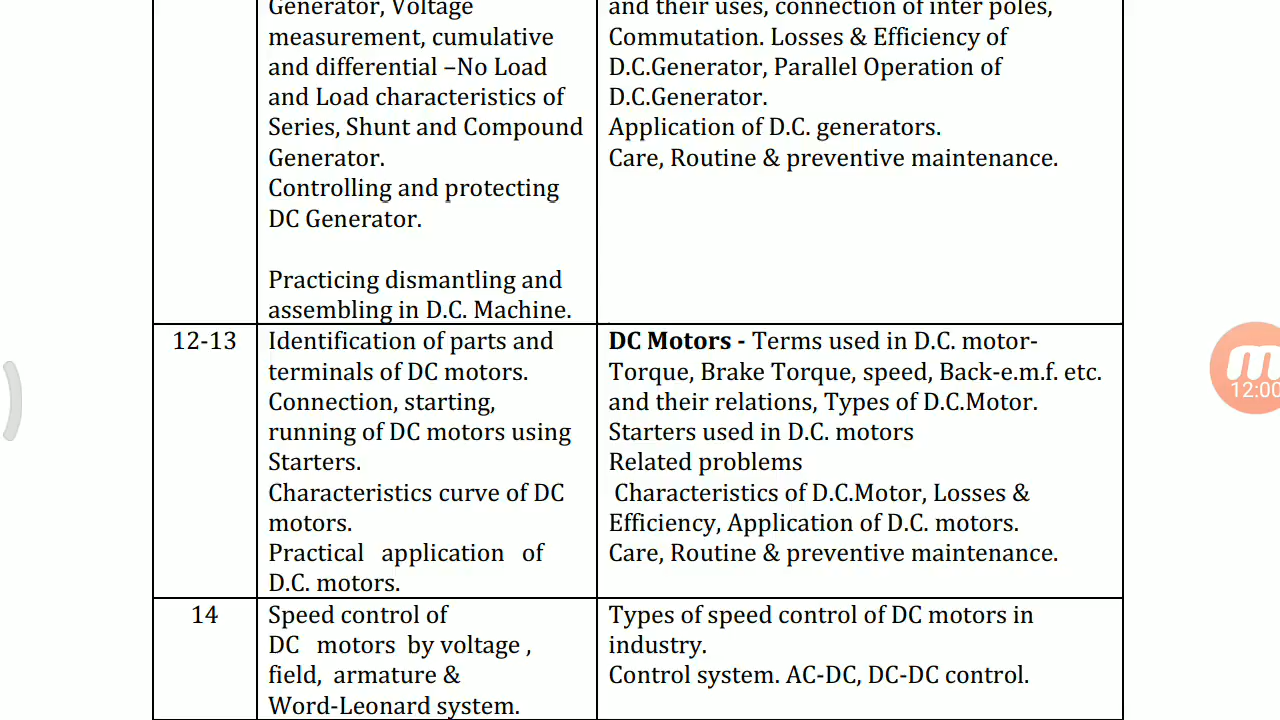 Generator, Voltage
measurement, cumulative
and differential –No Load
and Load characteristics of
Series, Shunt and Compound
Generator.
Controlling and protecting
DC Generator.
Practicing dismantling and
assembling in D.C. Machine.
and their uses, connection of inter poles,
Commutation. Losses & Efficiency of
D.C.Generator, Parallel Operation of
D.C.Generator.
Application of D.C. generators.
Care, Routine & preventive maintenance.
12-13
Identification of parts and
terminals of DC motors.
Connection, starting,
running of DC motors using
Starters.
Characteristics curve of DC
motors.
Practical application of
D.C. motors.
DC Motors - Terms used in D.C. motor-
Torque, Brake Torque, speed, Back-e.m.f. etc.
and their relations, Types of D.C.Motor.
Starters used in D.C. motors
Related problems
Characteristics of D.C.Motor, Losses &
Efficiency, Application of D.C. motors.
Care, Routine & preventive maintenance.
14
Speed control of
DC motors by voltage ,
field, armature &
Word-Leonard system.
Types of speed control of DC motors in
industry.
Control system. AC-DC, DC-DC control.
12:00